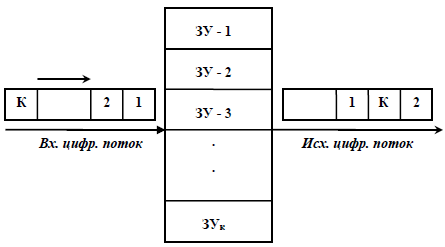 ЗУ - 1
ЗУ - 2
К 2 1
ЗУ - 3
1 К 2
Вх. цифр. поток
.
Исх. цифр. поток
.
ЗУк